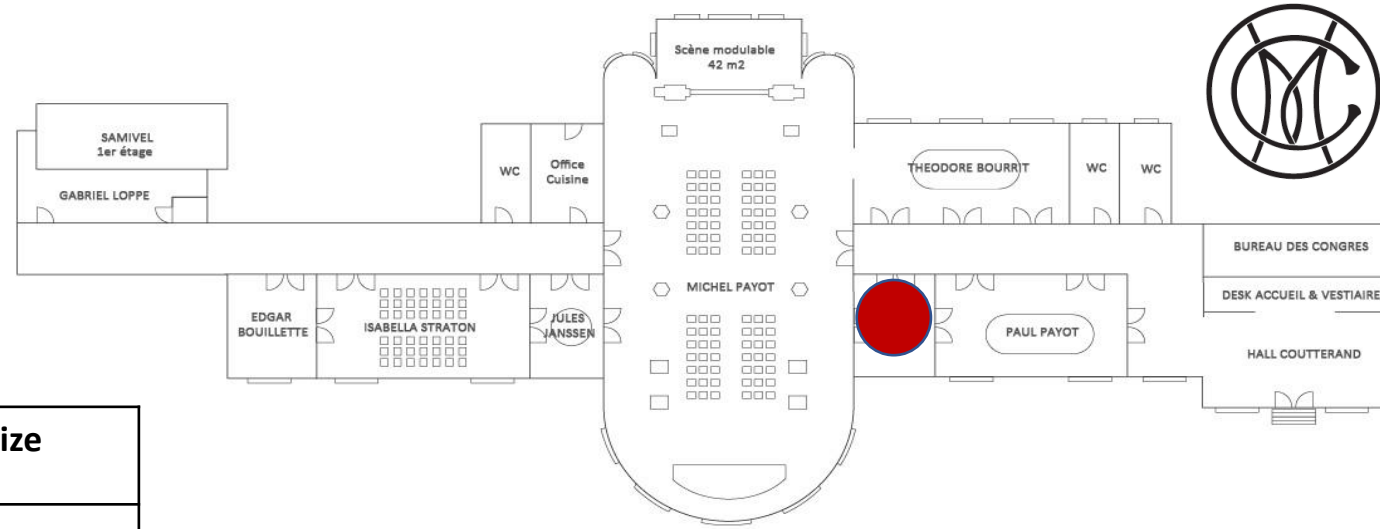 Scène modulable
42 m2
SAMIVEL
1er étage
GABRIEL LOPPE
WC
Office
Cuisine
THEODORE BOURRIT
WC
WC
BUREAU DES CONGRES
DESK ACCUEIL & VESTIAIRE
HALL COUTTERAND
MICHEL PAYOT
EDGAR
BOUILLETTE
ISABELLA STRATON
JULES
JANSSEN
PAUL PAYOT
ize